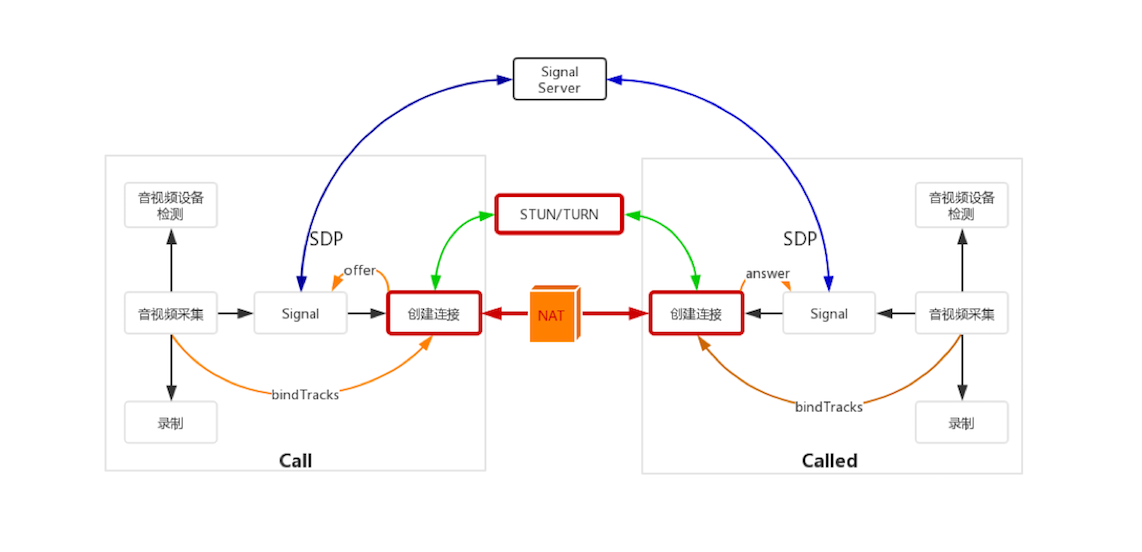 Signal
Server
音视频设备
检测
STUN/TURN
音视频设备
检测
SDP
SDP
offer
answer
音视频采集
Signal
创建连接
NAT
创建连接
Signal
音视频采集
bindTracks
bindTracks
录制
录制
Call
Called